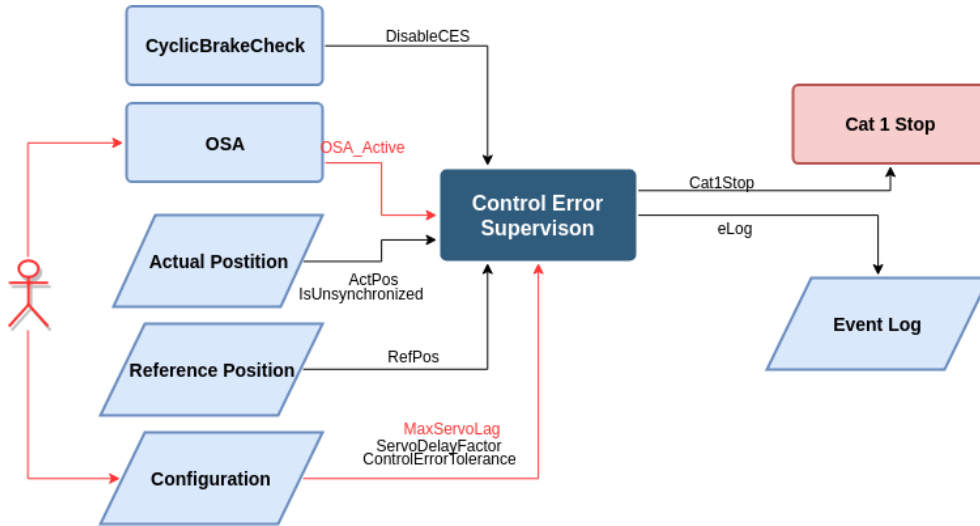 CyclicBrakeCheck
DisableCES
OSA
OSA_Active
Cat 1 Stop
Control Error
Supervison
Cat1Stop
eLog
Actual Postition
ActPos
IsUnsynchronized
Event Log
Reference Position
RefPos
Configuration
MaxServoLag
ServoDelayFactor
ControlErrorTolerance